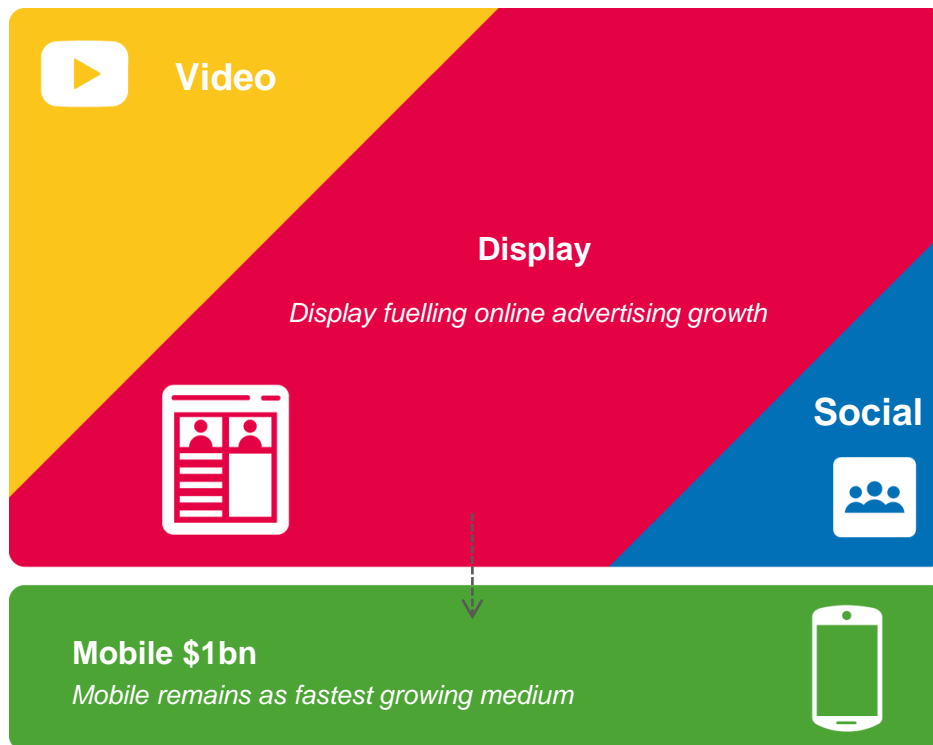 Video
Display
Display fuelling online advertising growth
Social
Mobile $1bn
Mobile remains as fastest growing medium